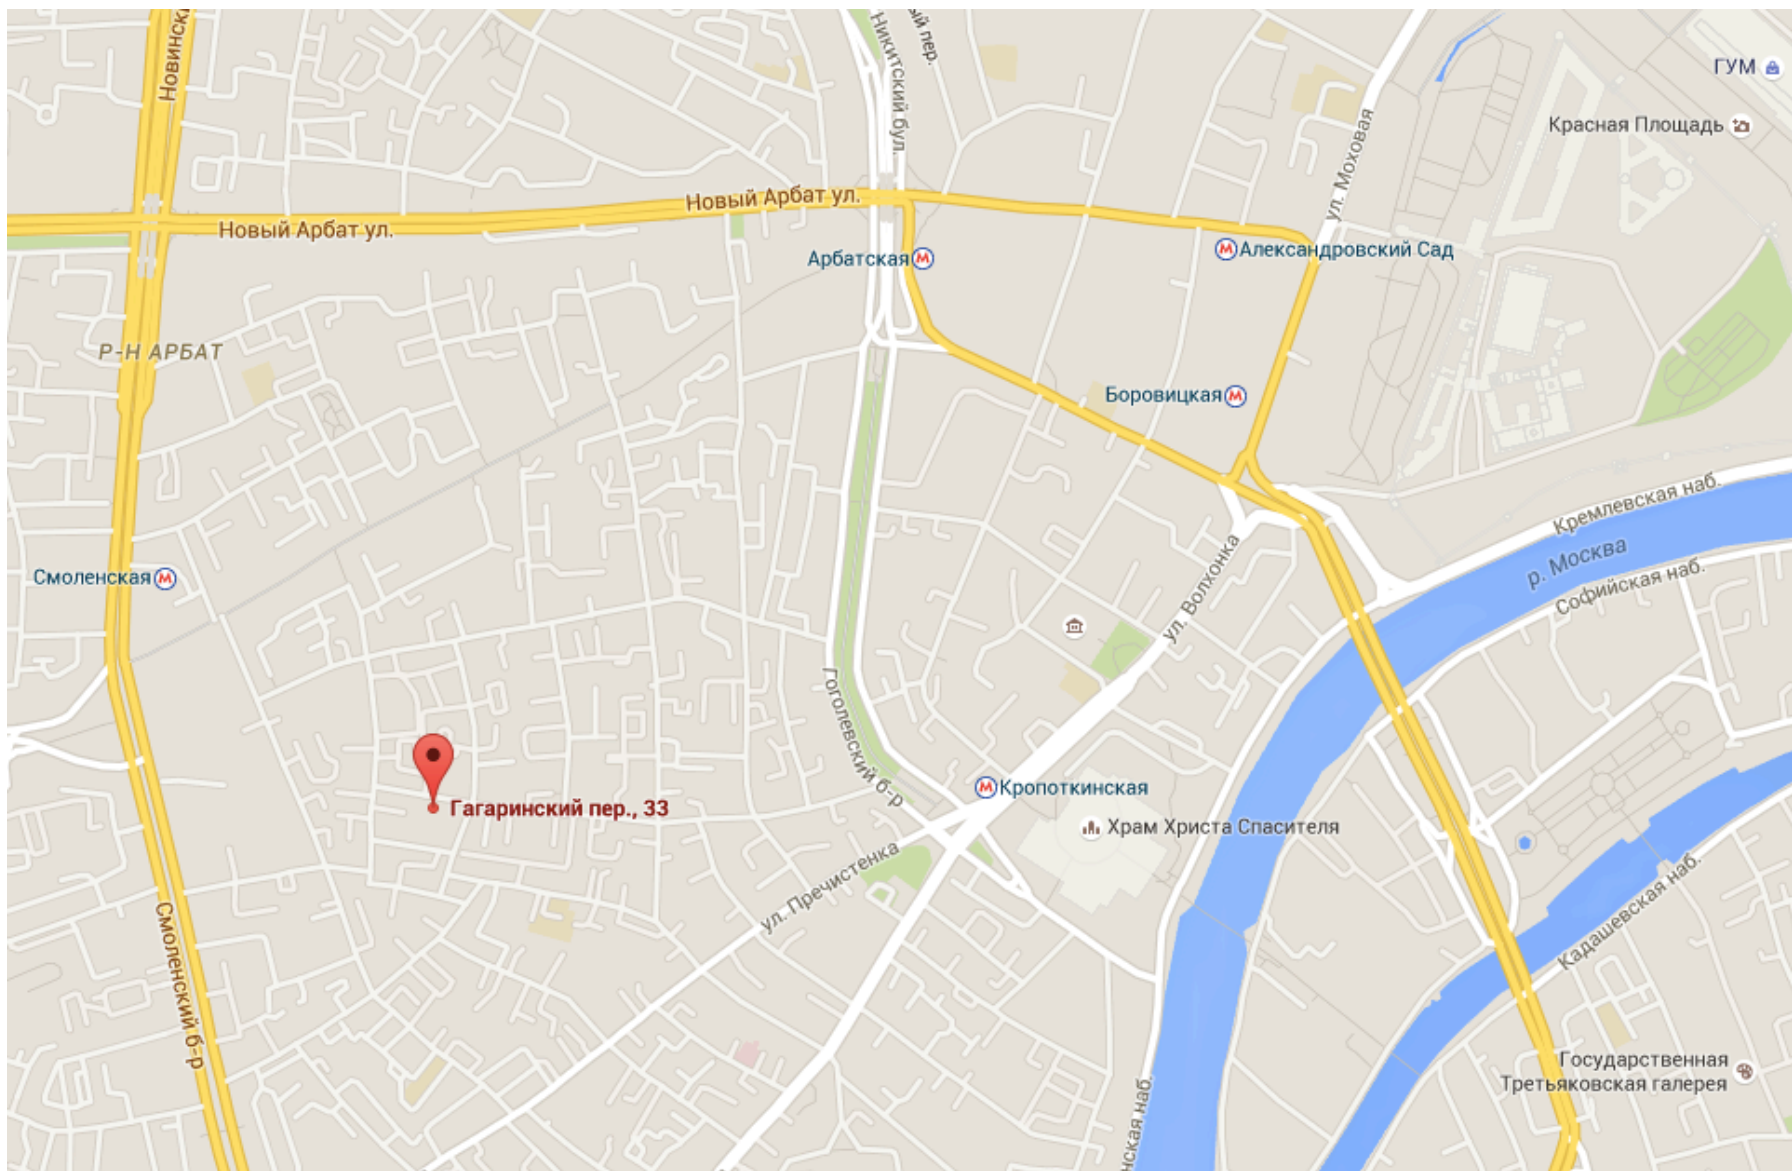 Новинск
Никитский бул.
ый пер.
ГУМ
Красная Площадь
ул. Моховая
Новый Арбат ул.
Новый Арбат ул.
Арбатская
Александровский Сад
Р-Н АРБАТ
Боровицкая
Кремлевская наб.
р. Москва
Софийская наб.
Смоленская
ул. Волхонка
Гоголевский б-р
Кропоткинская
Гагаринский пер., 33
Храм Христа Спасителя
ул. Пречистенка
Смоленский б-р
Кадашевская наб.
Государственная
Третьяковская галерея
нская наб.